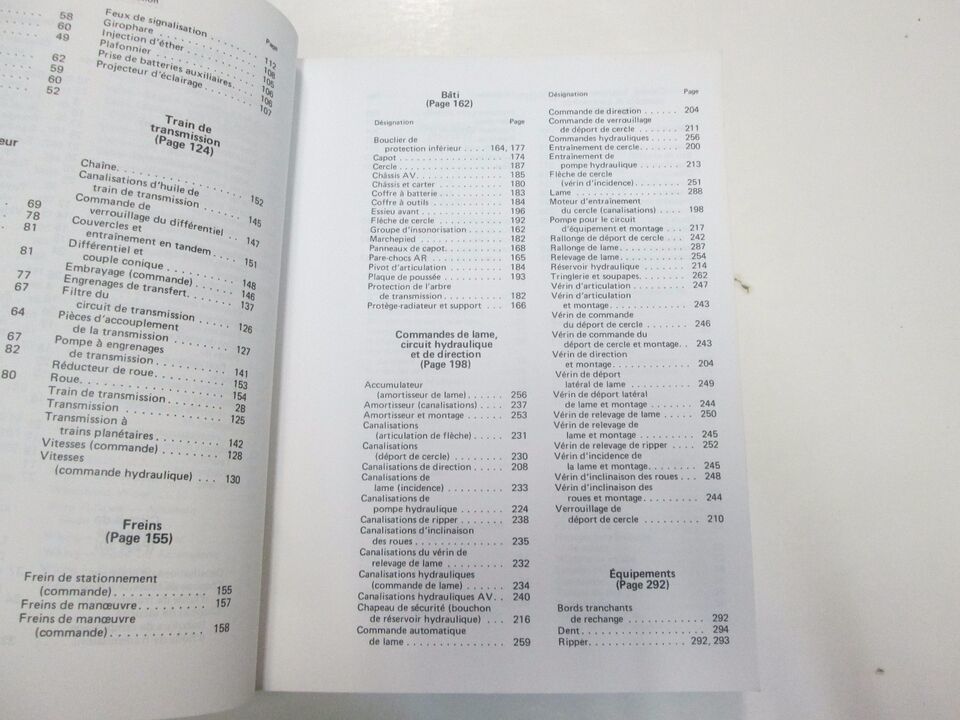 58
60
49
62
59
60
52
eur
69
78
81
81
77
67
64
67
82
80
Page
Feux de signalisation . . . . . . . . 112
Girophare . . . . . . . . 108
Injection d'éther . . . . . . . . 106
Plafonnier . . . . . . . . 106
Prise de batteries auxiliaires. . . . 106
Projecteur d'éclairage . . . . . . . . 107
Train de
transmission
(Page 124)
Chaîne. . . . . . . . 152
Canalisations d'huile de
train de transmission . . . . . . . . 145
Commande de
verrouillage du différentiel . . 147
Couvercles et
entraînement en tandem . . . . 151
Différentiel et
couple conique . . . . . . . . 148
Embrayage (commande) . . . . . . 146
Engrenages de transfert. . . . . . 137
Filtre du
circuit de transmission . . . . . 126
Pièces d'accouplement
de la transmission . . . . . . . . 127
Pompe à engrenages
de transmission . . . . . . . . 141
Réducteur de roue. . . . . . . . 153
Roue. . . . . . . . 154
Train de transmission . . . . . . . . 28
Transmission . . . . . . . . 125
Transmission à
trains planétaires. . . . . . . . 142
Vitesses (commande) . . . . . . . . 128
Vitesses
(commande hydraulique) . . . 130
Freins
(Page 155)
Frein de stationnement
(commande) . . . . . . . . 155
Freins de manœuvre. . . . . . . . 157
Freins de manœuvre
(commande) . . . . . . . . 158
Bâti
(Page 162)
Désignation Page
Bouclier de
protection inférieur . . . . 164, 177
Capot . . . . . . . . 174
Cercle . . . . . . . . 187
Châssis AV. . . . . . . . 185
Châssis et carter . . . . . . . . 180
Coffre à batterie . . . . . . . . 183
Coffre à outils . . . . . . . . 184
Essieu avant . . . . . . . . 196
Flèche de cercle . . . . . . . . 192
Groupe d'insonorisation . . . . . . 162
Marchepied . . . . . . . . 182
Panneaux de capot. . . . . . . . 168
Pare-chocs AR . . . . . . . . 165
Pivot d'articulation . . . . . . . . 184
Plaque de poussée . . . . . . . . 193
Protection de l'arbre
de transmission . . . . . . . . 182
Protège-radiateur et support . . . 166
Commandes de lame,
circuit hydraulique
et de direction
(Page 198)
Accumulateur
(amortisseur de lame) . . . . . . 256
Amortisseur (canalisations) . . . . 237
Amortisseur et montage . . . . . . 253
Canalisations
(articulation de flèche) . . . . . 231
Canalisations
(déport de cercle) . . . . . . . . 230
Canalisations de direction . . . . . 208
Canalisations de
lame (incidence) . . . . . . . . 233
Canalisations de
pompe hydraulique . . . . . . . . 224
Canalisations de ripper . . . . . . . . 238
Canalisations d'inclinaison
des roues . . . . . . . . 235
Canalisations du vérin de
relevage de lame . . . . . . . . 232
Canalisations hydrauliques
(commande de lame) . . . . . . 234
Canalisations hydrauliques AV. . 240
Chapeau de sécurité (bouchon
de réservoir hydraulique) . . . 216
Commande automatique
de lame . . . . . . . . 259
Désignation Page
Commande de direction . . . . . . 204
Commande de verrouillage
de déport de cercle . . . . . . . . 211
Commandes hydrauliques . . . . . 256
Entraînement de cercle. . . . . . . 200
Entraînement de
pompe hydraulique . . . . . . . . 213
Flèche de cercle
(vérin d'incidence) . . . . . . . . 251
Lame . . . . . . . . 288
Moteur d'entraînement
du cercle (canalisations) . . . . 198
Pompe pour le circuit
d'équipement et montage . . . 217
Rallonge de déport de cercle . . . 242
Rallonge de lame. . . . . . . . 287
Relevage de lame. . . . . . . . 254
Réservoir hydraulique . . . . . . . . 214
Tringlerie et soupapes. . . . . . . . 262
Vérin d'articulation . . . . . . . . 247
Vérin d'articulation
et montage. . . . . . . . 243
Vérin de commande
du déport de cercle . . . . . . . . 246
Vérin de commande du
déport de cercle et montage. . 243
Vérin de direction
et montage. . . . . . . . 204
Vérin de déport
latéral de lame . . . . . . . . 249
Vérin de déport latéral
de lame et montage . . . . . . . . 244
Vérin de relevage de lame . . . . . 250
Vérin de relevage de
lame et montage . . . . . . . . 245
Vérin de relevage de ripper . . . . 252
Vérin d'incidence de
la lame et montage. . . . . . . . 245
Vérin d'inclinaison des roues . . . 248
Vérin d'inclinaison des
roues et montage . . . . . . . . 244
Verrouillage de
déport de cercle . . . . . . . . 210
Équipements
(Page 292)
Bords tranchants
de rechange . . . . . . . . 292
Dent . . . . . . . . 294
Ripper. . . . . . . . 292, 293